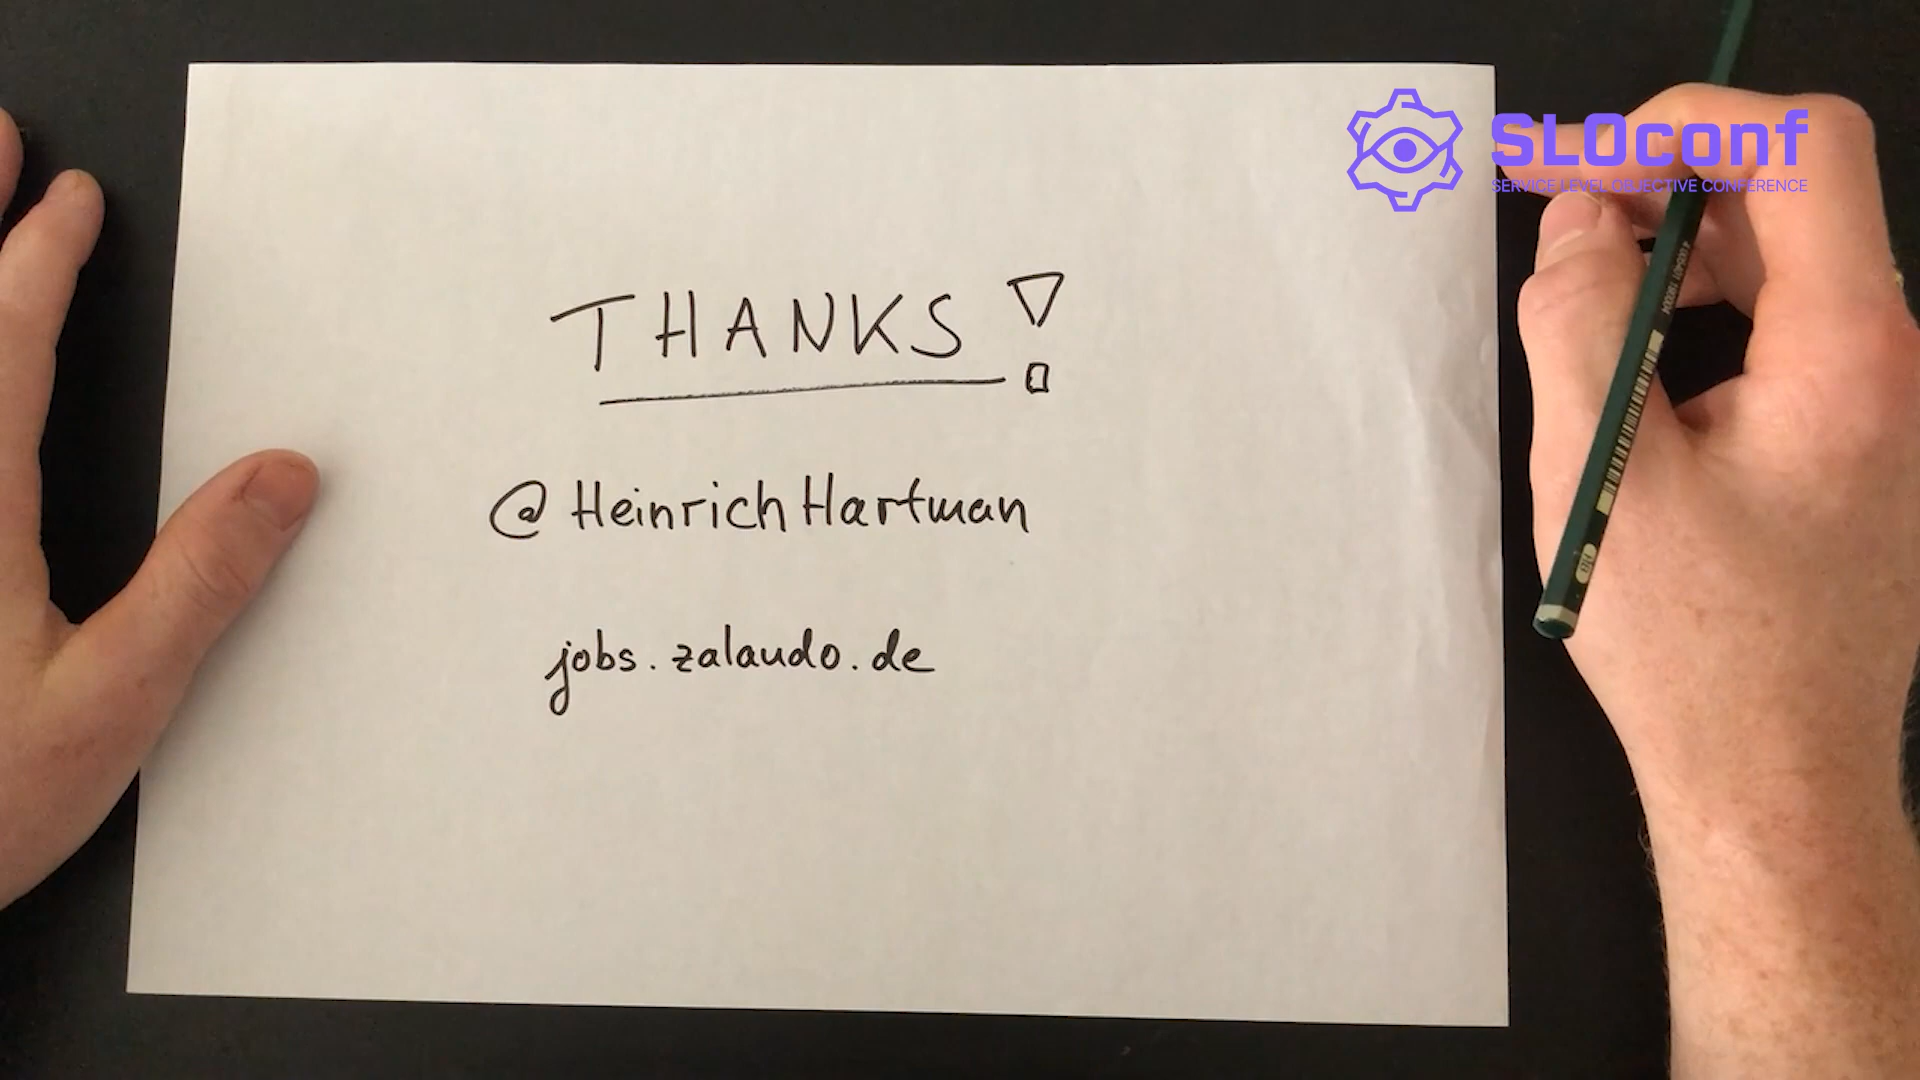 SLOconf
SERVICE LEVEL OBJECTIVE CONFERENCE
THANKS!
@HeinrichHartman
jobs.zalando.de